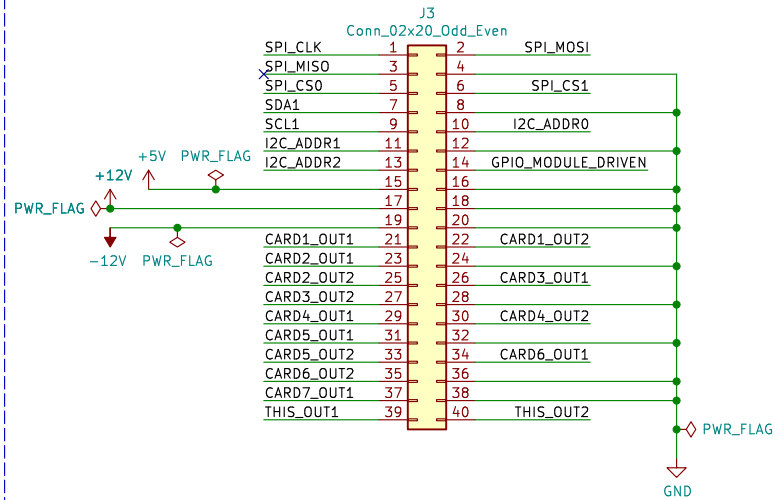 J3
Conn_02x20_Odd_Even
SPI_CLK 1 2 SPI_MOSI
SPI_MISO 3 4
SPI_CS0 5 6 SPI_CS1
SDA1 7 8
SCL1 9 10 I2C_ADDR0
I2C_ADDR1 11 12
+5V PWR_FLAG I2C_ADDR2 13 14 GPIO_MODULE_DRIVEN
+12V 15 16
PWR_FLAG 17 18
19 20
-12V PWR_FLAG CARD1_OUT1 21 22 CARD1_OUT2
CARD2_OUT1 23 24
CARD2_OUT2 25 26 CARD3_OUT1
CARD3_OUT2 27 28
CARD4_OUT1 29 30 CARD4_OUT2
CARD5_OUT1 31 32
CARD5_OUT2 33 34 CARD6_OUT1
CARD6_OUT2 35 36
CARD7_OUT1 37 38
THIS_OUT1 39 40 THIS_OUT2
PWR_FLAG
GND